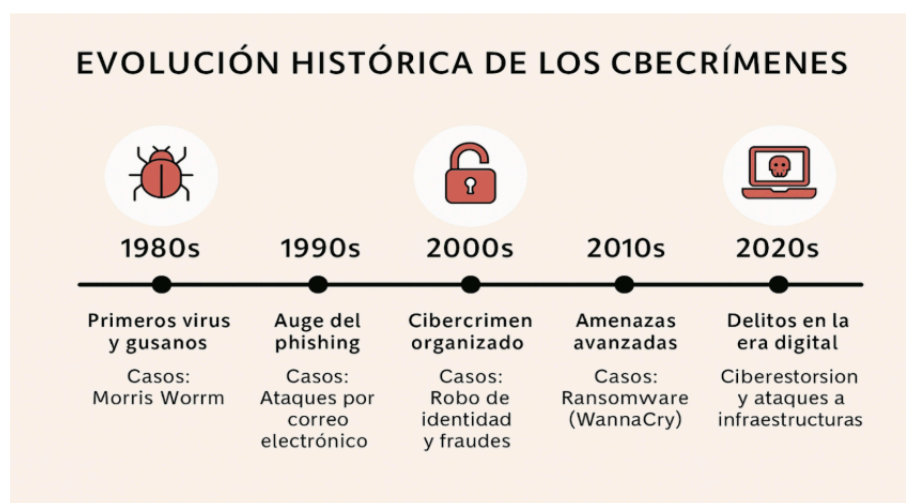 EVOLUCIÓN HISTÓRICA DE LOS CBECRÍMENES
1980s
Primeros virus
y gusanos
Casos:
Morris Worrm
1990s
Auge del
phishing
Casos:
Ataques por
correo
electrónico
2000s
Cibercrimen
organizado
Casos:
Robo de
identidad
y fraudes
2010s
Amenazas
avanzadas
Casos:
Ransomware
(WannaCry)
2020s
Delitos en la
era digital
Ciberestorsion
y ataques a
infraestructuras